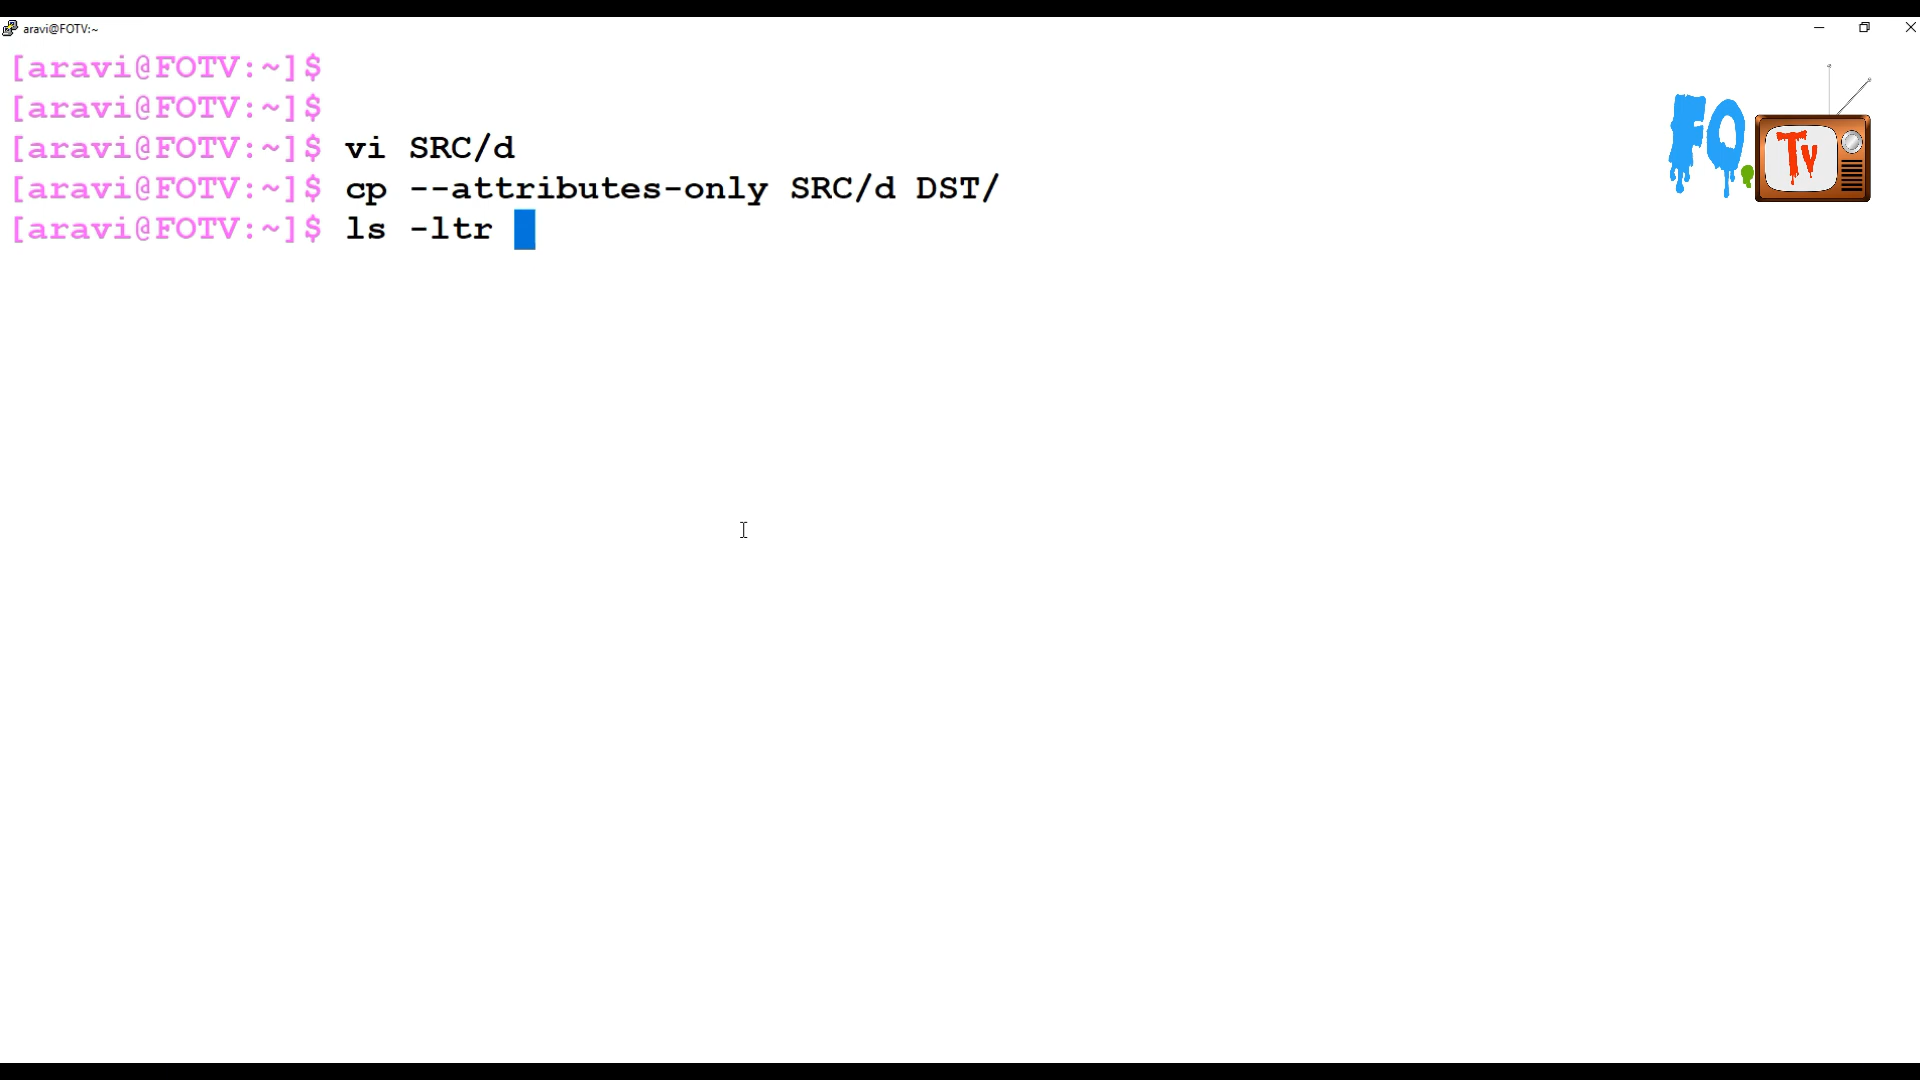 aravi@FOTV:~
[aravi@FOTV:~]$
[aravi@FOTV:~]$
[aravi@FOTV:~]$ vi SRC/d
[aravi@FOTV:~]$ cp --attributes-only SRC/d DST/
[aravi@FOTV:~]$ ls -ltr
FO.
Tv